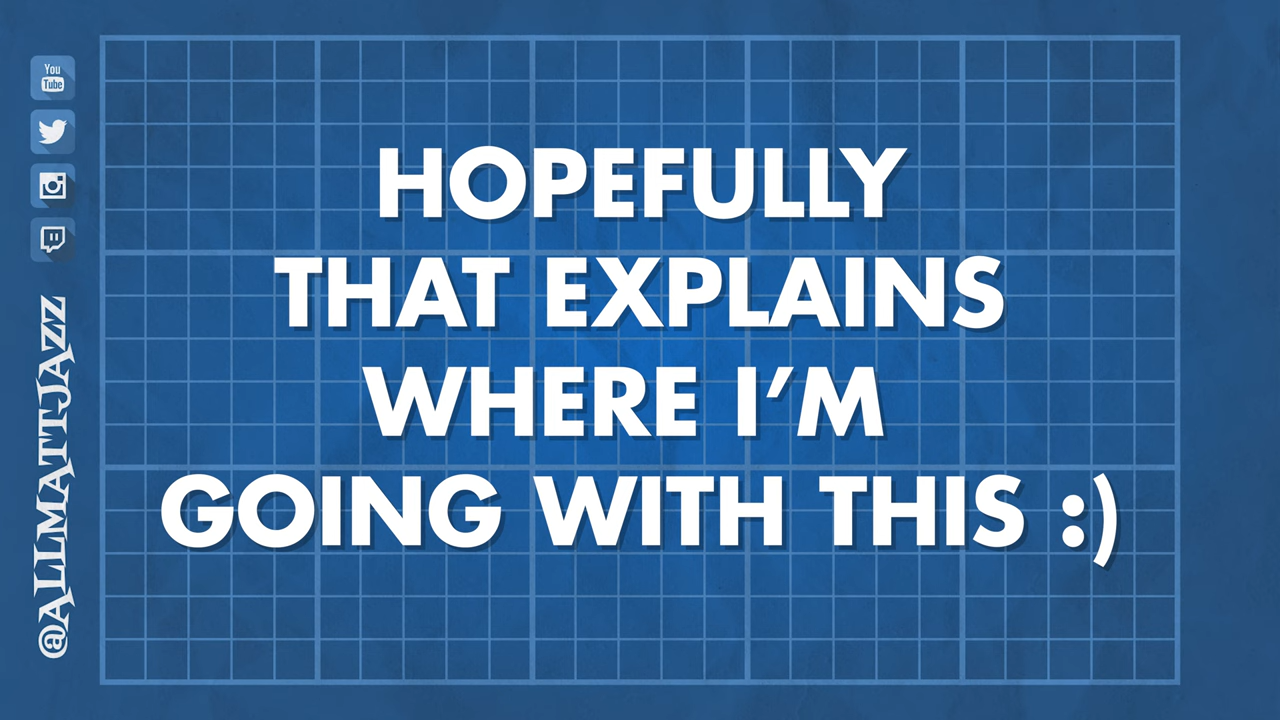 You
Tube
@ALLMATTJAZZ
HOPEFULLY
THAT EXPLAINS
WHERE I’M
GOING WITH THIS :)